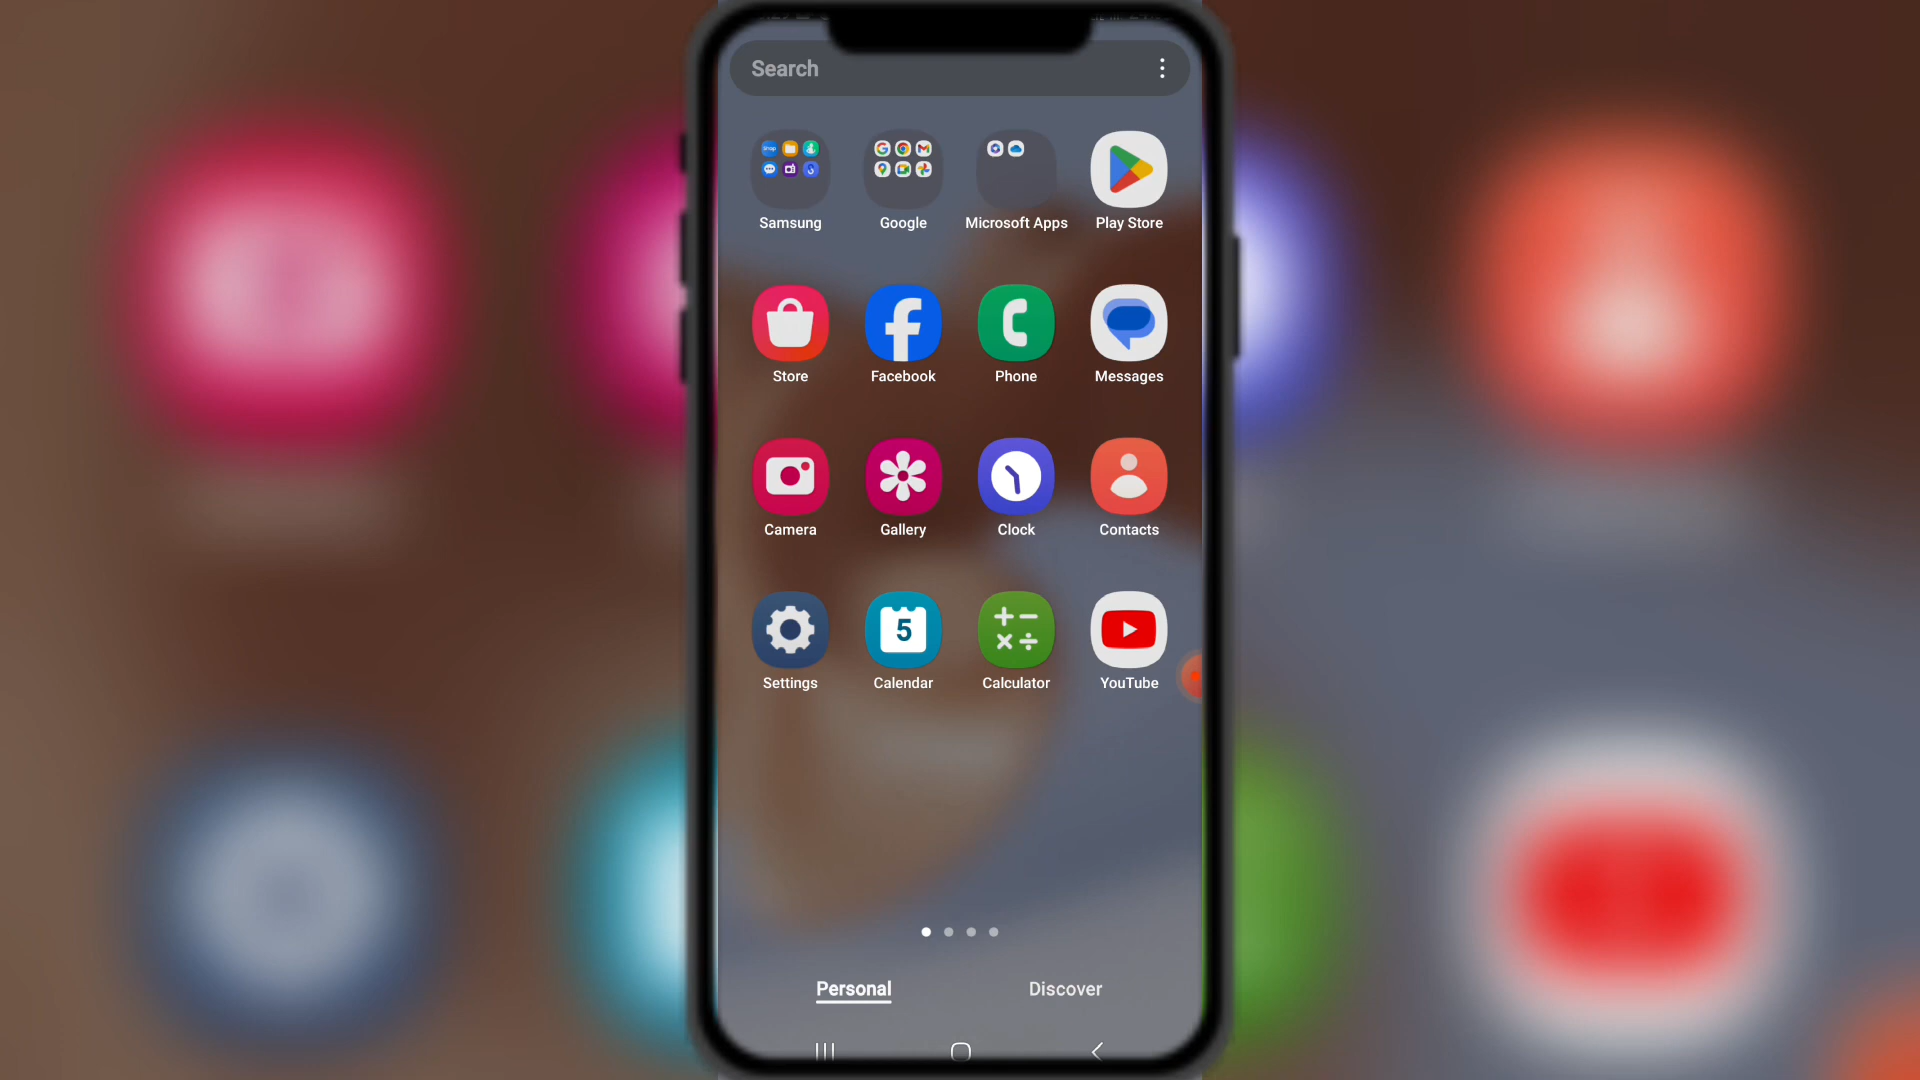 Search
Samsung Google Microsoft Apps Play Store
Store Facebook Phone Messages
Camera Gallery Clock Contacts
5
Settings Calendar Calculator YouTube
Personal Discover